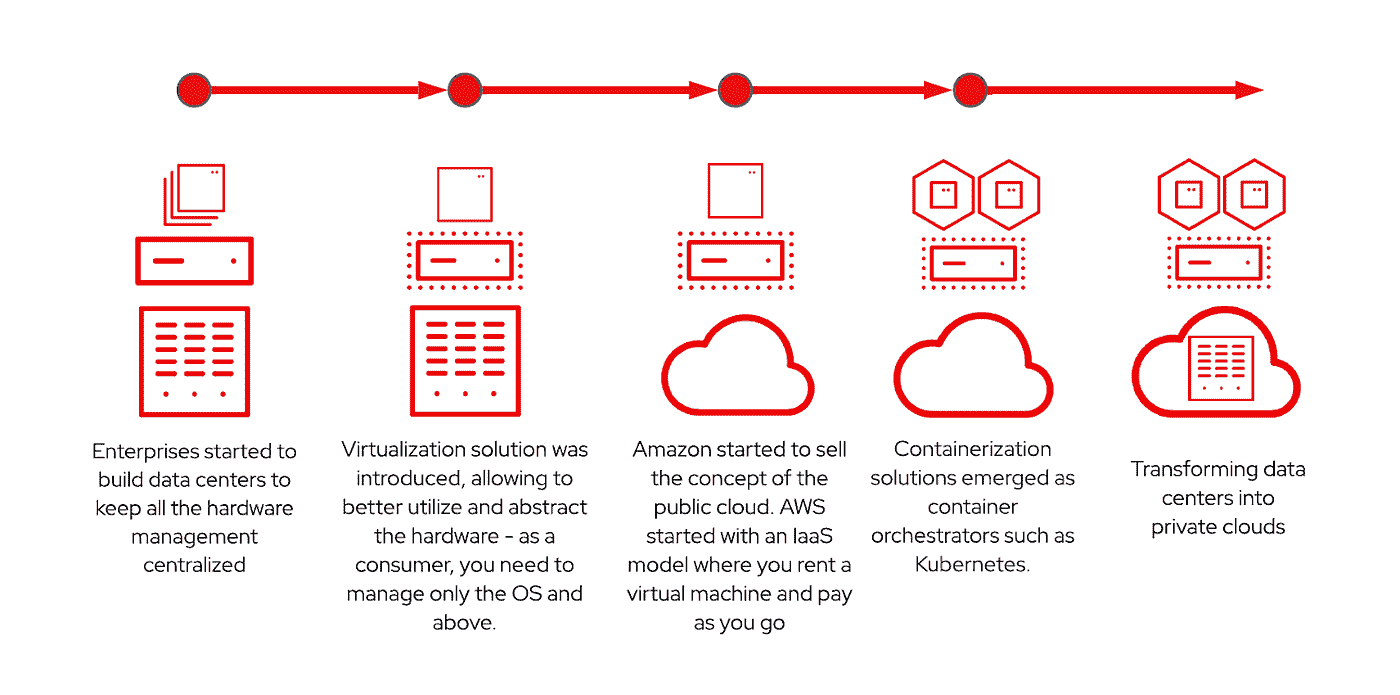 Enterprises started to
build data centers to
keep all the hardware
management
centralized
Virtualization solution was
introduced, allowing to
better utilize and abstract
the hardware - as a
consumer, you need to
manage only the OS and
above.
Amazon started to sell
the concept of the
public cloud. AWS
started with an IaaS
model where you rent a
virtual machine and pay
as you go
Containerization
solutions emerged as
container
orchestrators such as
Kubernetes.
Transforming data
centers into
private clouds